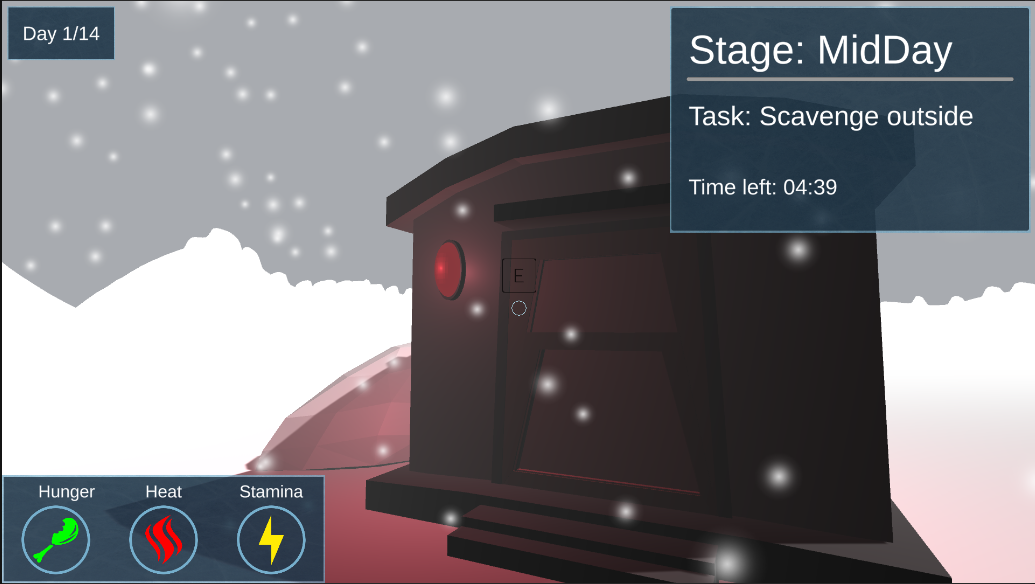 Day 1/14
Stage: MidDay
Task: Scavenge outside
Time left: 04:39
E
Hunger Heat Stamina